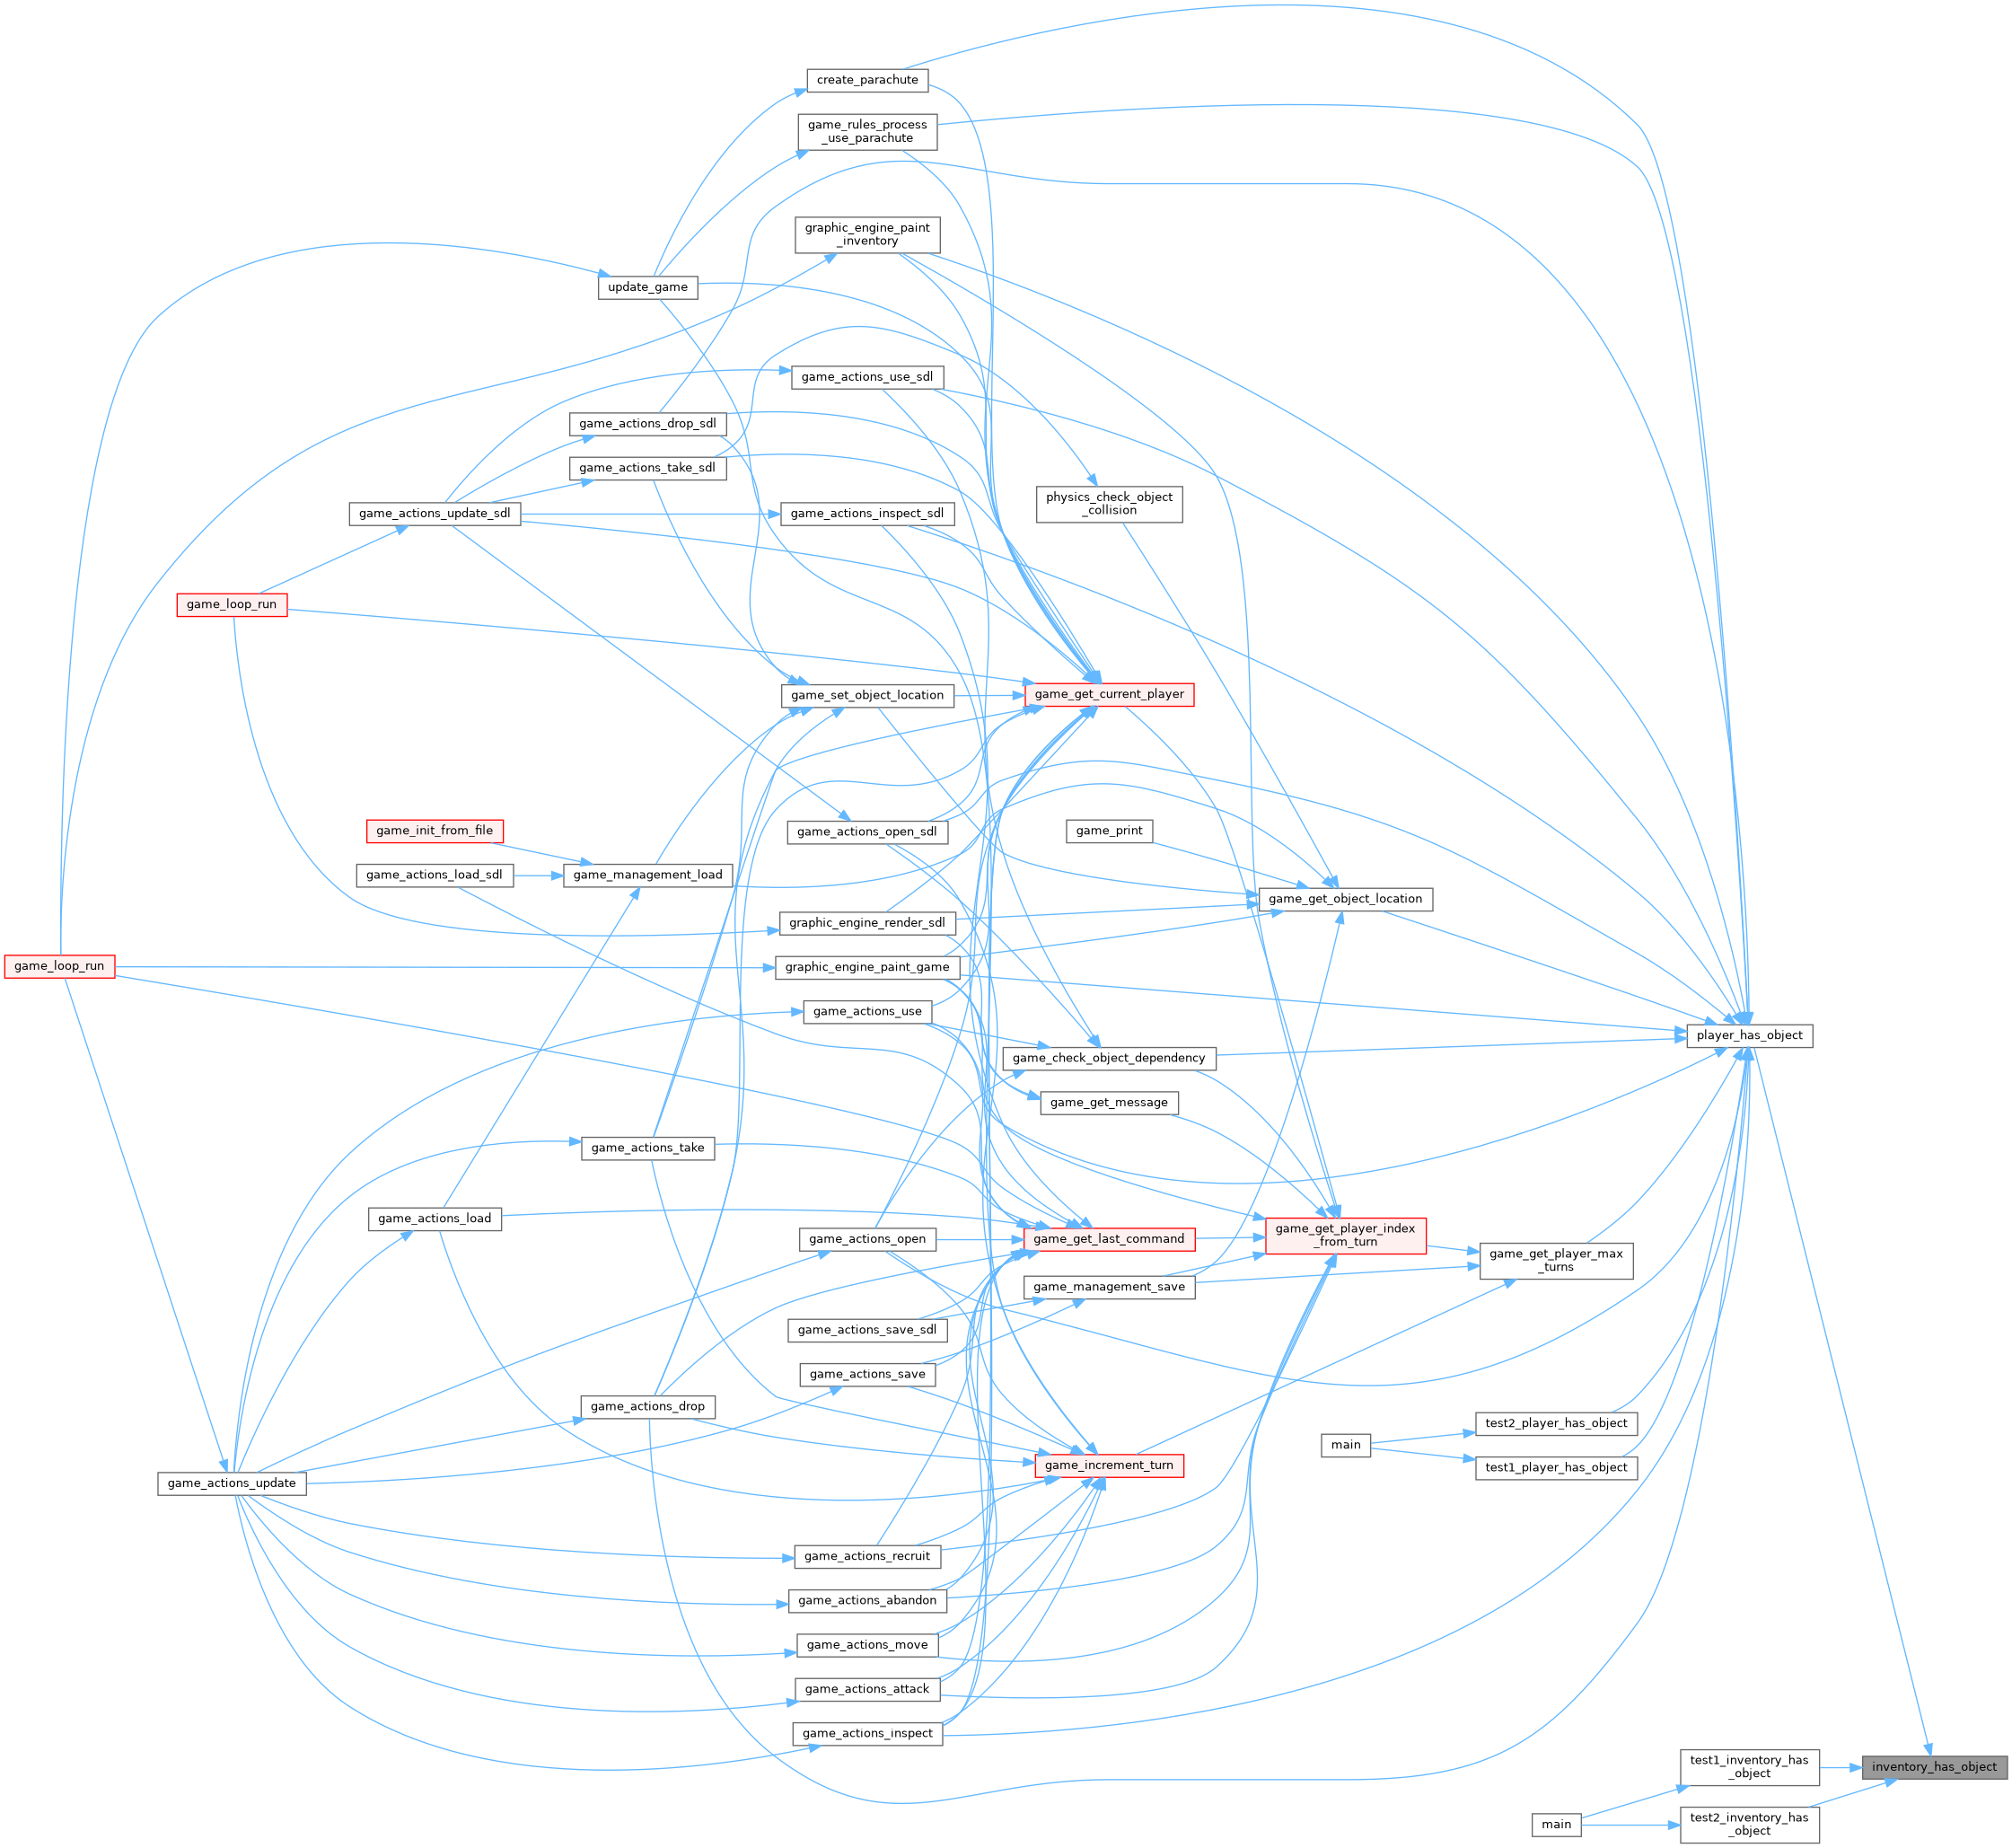 create_parachute
game_rules_process
_use_parachute
graphic_engine_paint
_inventory
update_game
game_actions_use_sdl
game_actions_drop_sdl
game_actions_take_sdl
physics_check_object
_collision
game_actions_update_sdl
game_actions_inspect_sdl
game_loop_run
game_set_object_location
game_get_current_player
game_init_from_file
game_actions_open_sdl
game_print
game_actions_load_sdl
game_management_load
game_get_object_location
graphic_engine_render_sdl
game_loop_run
graphic_engine_paint_game
game_actions_use
player_has_object
game_check_object_dependency
game_get_message
game_actions_take
game_actions_load
game_actions_open
game_get_last_command
game_get_player_index
_from_turn
game_get_player_max
_turns
game_management_save
game_actions_save_sdl
game_actions_save
game_actions_drop
test2_player_has_object
main
game_increment_turn
test1_player_has_object
game_actions_update
game_actions_recruit
game_actions_abandon
game_actions_move
game_actions_attack
game_actions_inspect
test1_inventory_has
_object
inventory_has_object
main
test2_inventory_has
_object